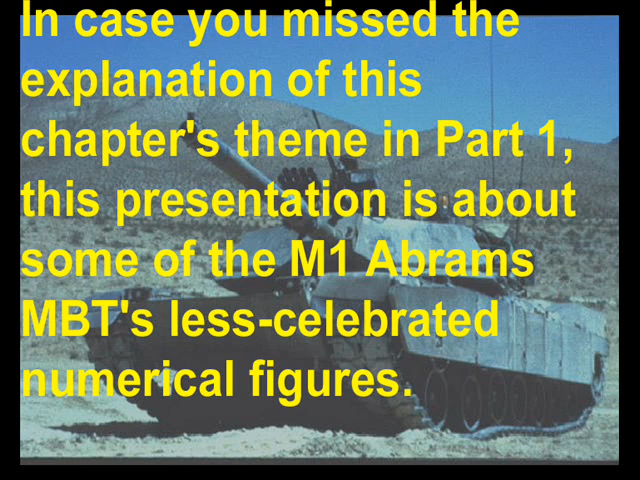 In case you missed the
explanation of this
chapter's theme in Part 1,
this presentation is about
some of the M1 Abrams
MBT's less-celebrated
numerical figures.